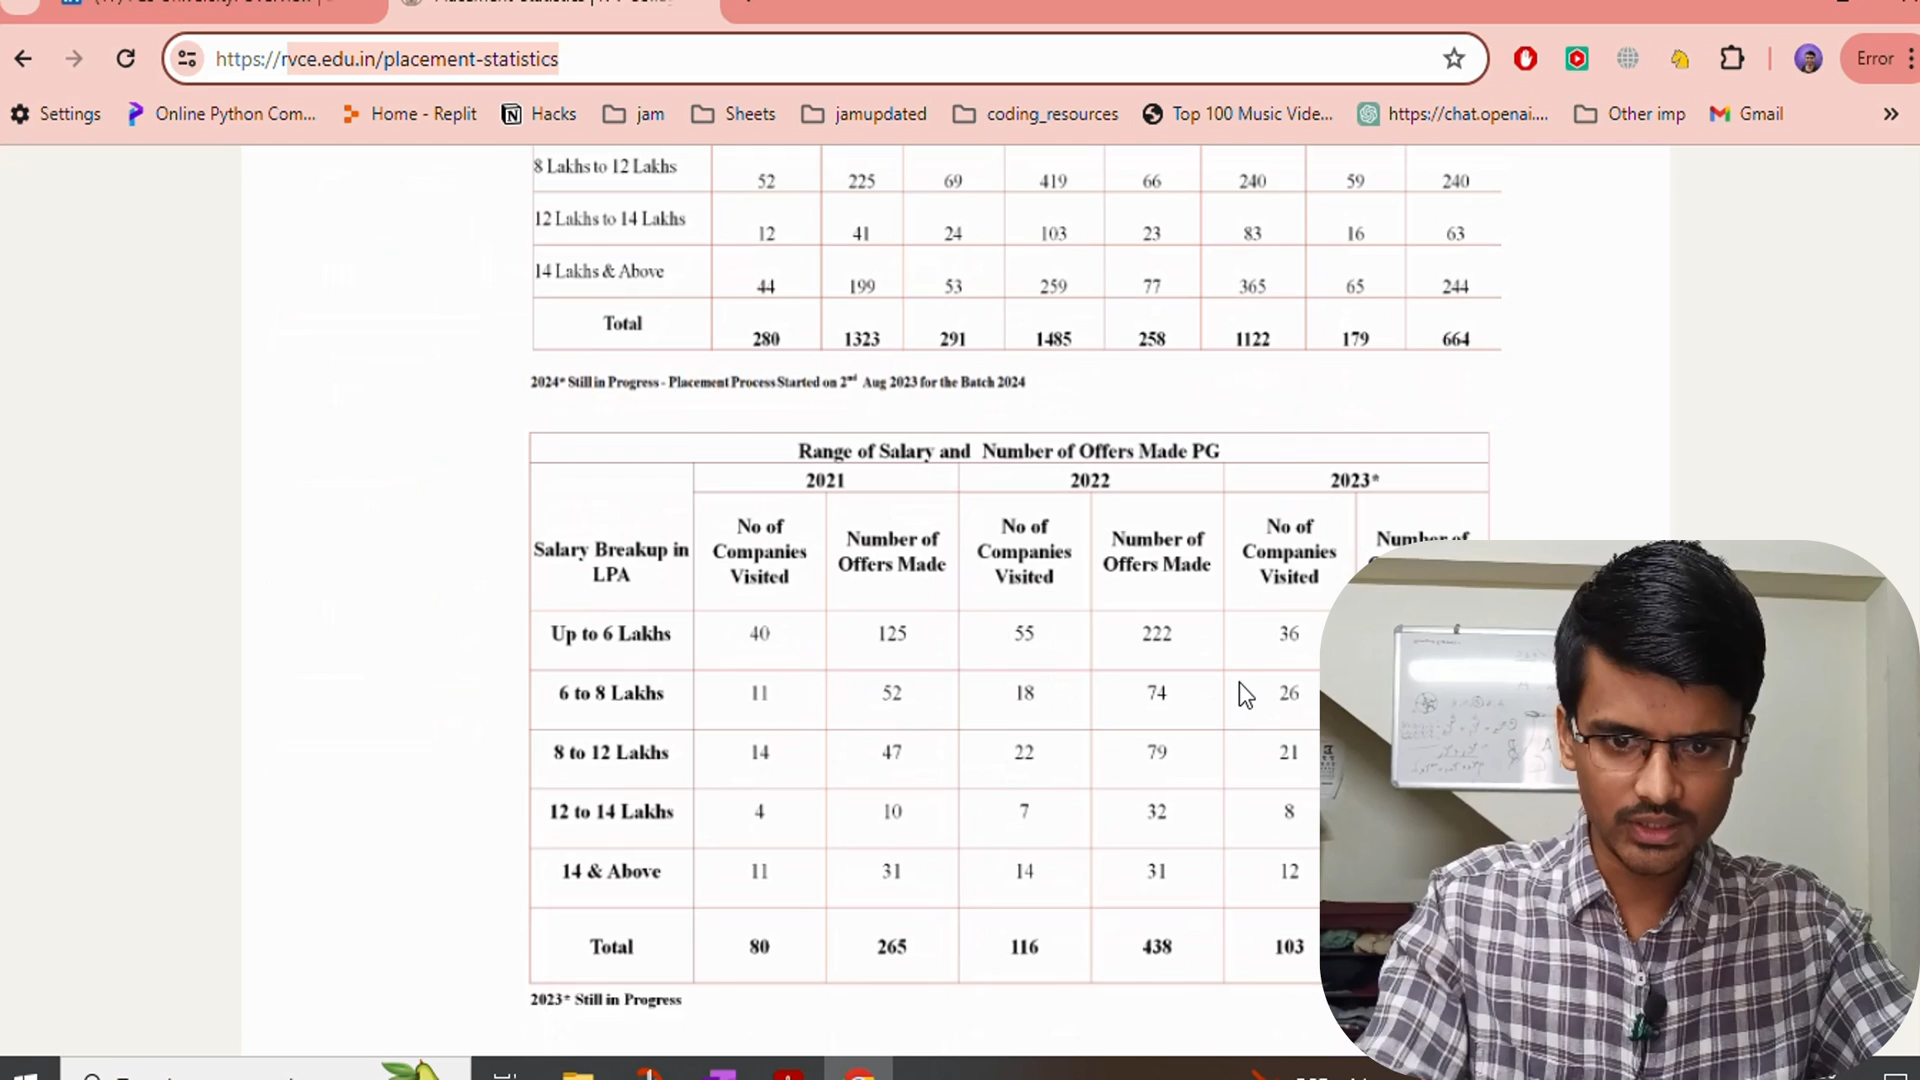 https://rvce.edu.in/placement-statistics
Error
Settings
Online Python Com...
Home - Replit
Hacks
jam
Sheets
jamupdated
coding_resources
Top 100 Music Vide...
https://chat.openai....
Other imp
Gmail
8 Lakhs to 12 Lakhs 52 225 69 419 66 240 59 240
12 Lakhs to 14 Lakhs 12 41 24 103 23 83 16 63
14 Lakhs & Above 44 199 53 259 77 365 65 244
Total 280 1323 291 1485 258 1122 179 664
2024* Still in Progress - Placement Process Started on 2nd Aug 2023 for the Batch 2024
Range of Salary and Number of Offers Made PG
2021 2022 2023*
Salary Breakup in
LPA
No of
Companies
Visited
Number of
Offers Made
No of
Companies
Visited
Number of
Offers Made
No of
Companies
Visited
Number of
Up to 6 Lakhs 40 125 55 222 36
6 to 8 Lakhs 11 52 18 74 26
8 to 12 Lakhs 14 47 22 79 21
12 to 14 Lakhs 4 10 7 32 8
14 & Above 11 31 14 31 12
Total 80 265 116 438 103
2023* Still in Progress